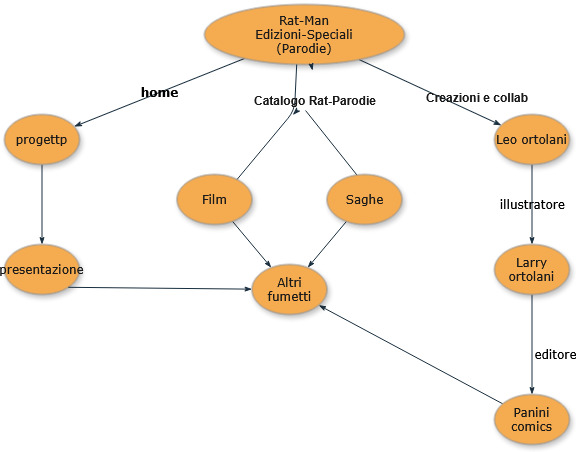 Rat-Man
Edizioni-Speciali
(Parodie)
home
Catalogo Rat-Parodie
Creazioni e collab
progettp
Leo ortolani
Film
Saghe
illustratore
presentazione
Altri
fumetti
Larry
ortolani
editore
Panini
comics